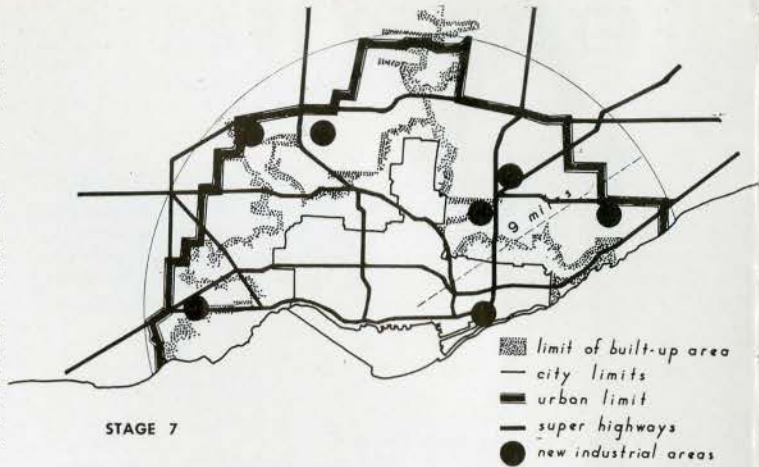 9 miles
limit of built-up area
city limits
urban limit
super highways
new industrial areas
STAGE 7